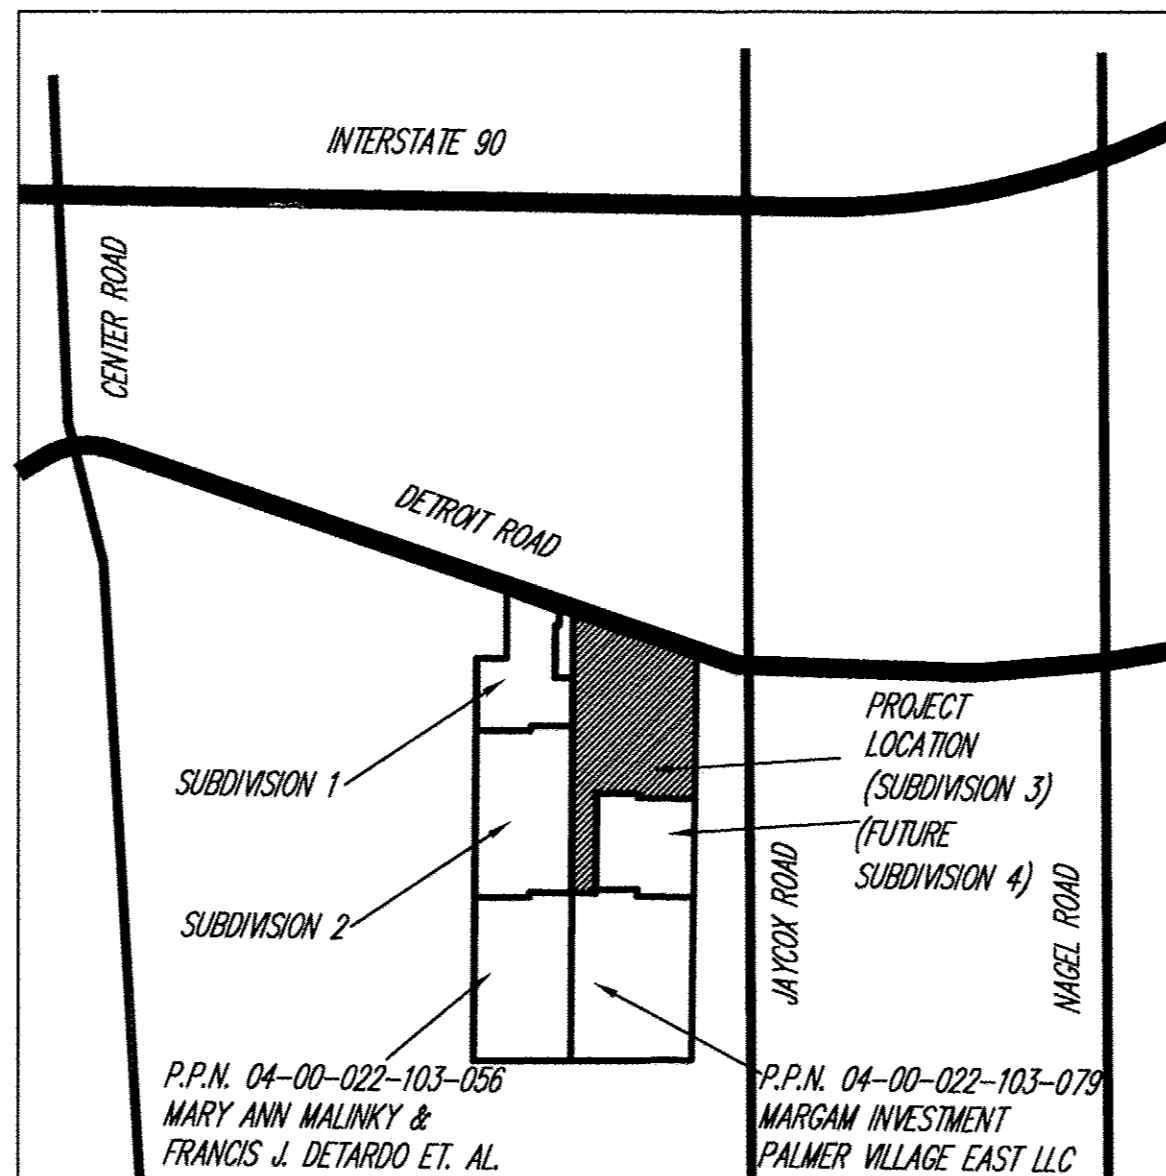 INTERSTATE 90
CENTER ROAD
DETROIT ROAD
PROJECT
LOCATION
(SUBDIVISION 3)
(FUTURE
SUBDIVISION 4)
SUBDIVISION 1
SUBDIVISION 2
JAYCOX ROAD
NAGEL ROAD
P.P.N. 04-00-022-103-056
MARY ANN MALINKY &
FRANCIS J. DETARDO ET. AL.
P.P.N. 04-00-022-103-079
MARGAM INVESTMENT
PALMER VILLAGE EAST LLC